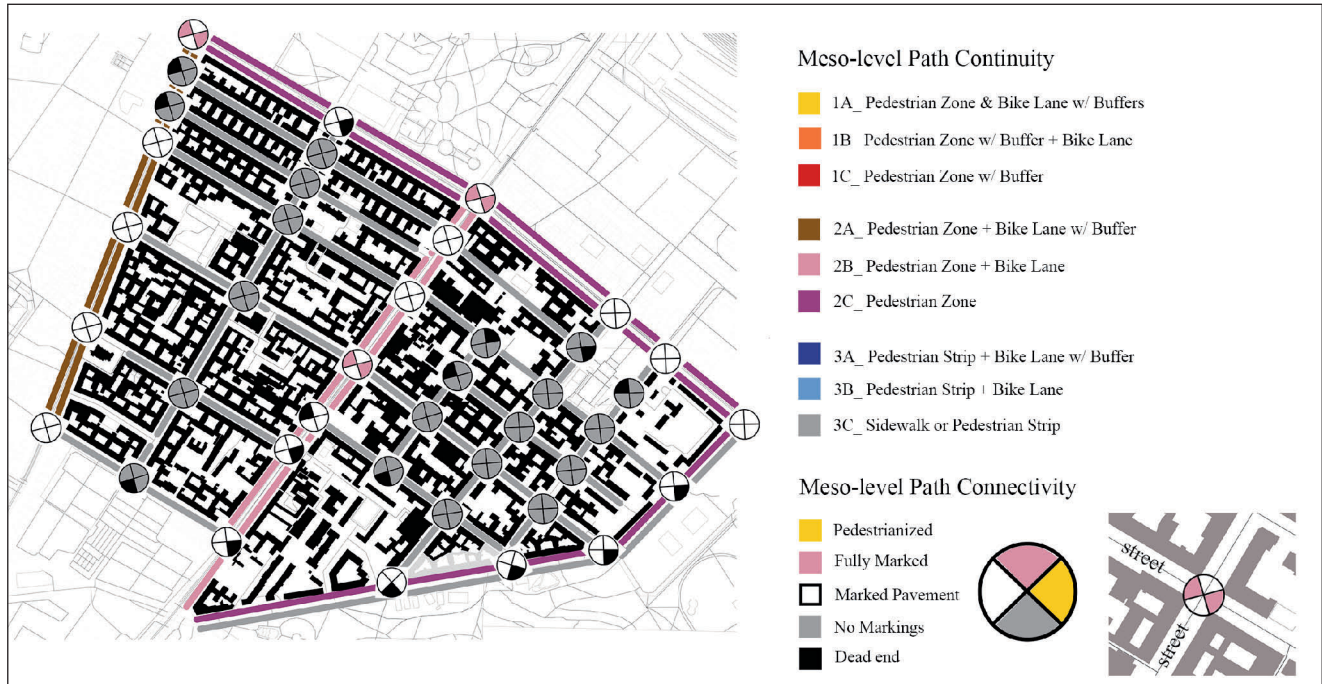 Meso-level Path Continuity
1A_ Pedestrian Zone & Bike Lane w/ Buffers
1B Pedestrian Zone w/ Buffer + Bike Lane
1C_ Pedestrian Zone w/ Buffer
2A_ Pedestrian Zone + Bike Lane w/ Buffer
2B_ Pedestrian Zone + Bike Lane
2C_ Pedestrian Zone
3A_ Pedestrian Strip + Bike Lane w/ Buffer
3B_ Pedestrian Strip + Bike Lane
3C_ Sidewalk or Pedestrian Strip
Meso-level Path Connectivity
Pedestrianized
Fully Marked
Marked Pavement
No Markings
Dead end
street
street